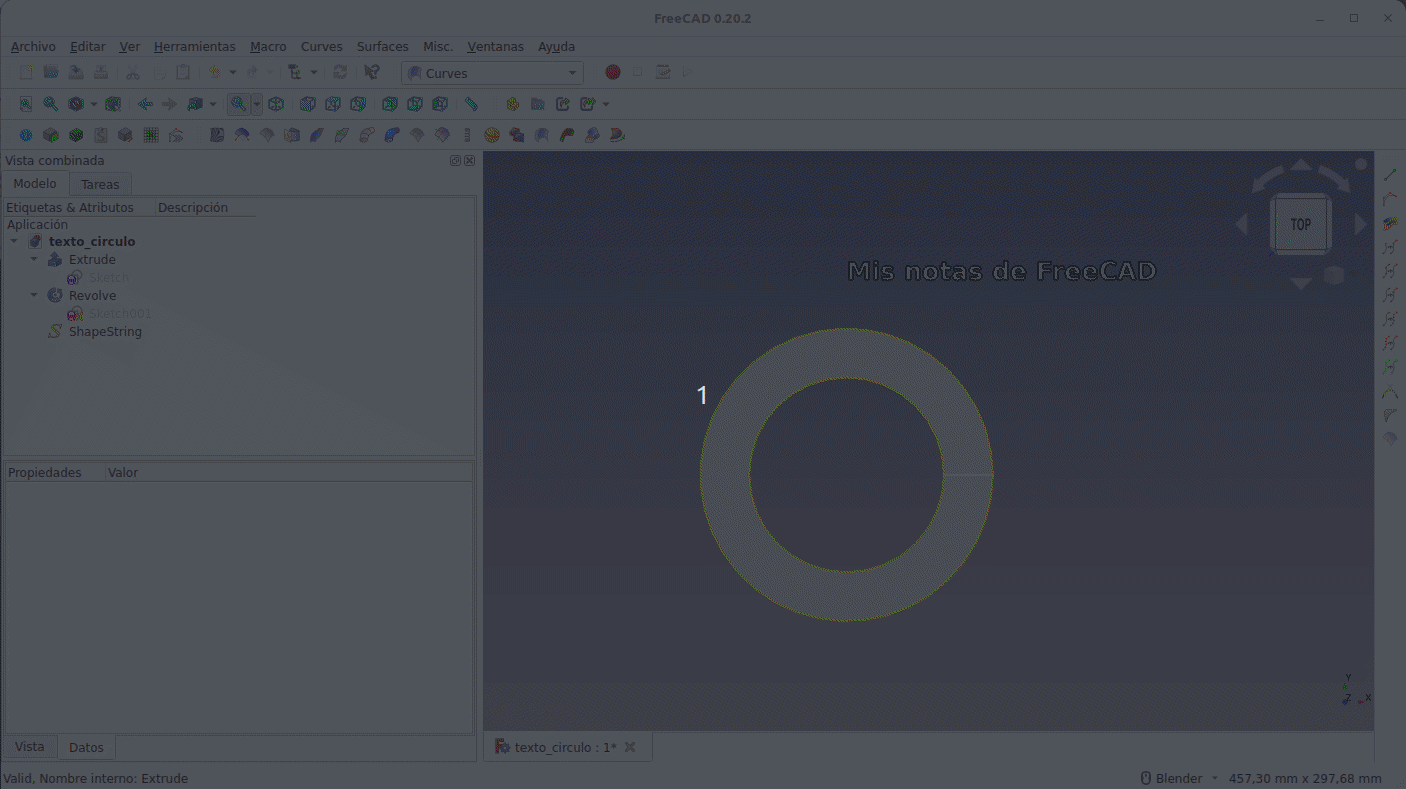 FreeCAD 0.20.2
Archivo Editar Ver Herramientas Macro Curves Surfaces Misc. Ventanas Ayuda
Curves
Vista combinada
Modelo Tareas
Etiquetas & Atributos Descripción
Aplicación
texto_circulo
Extrude
Sketch
Revolve
Sketch001
ShapeString
Propiedades Valor
Vista Datos
TOP
Mis notas de FreeCAD
1
Y
Z X
texto_circulo : 1*
Valid, Nombre interno: Extrude
Blender 457,30 mm x 297,68 mm